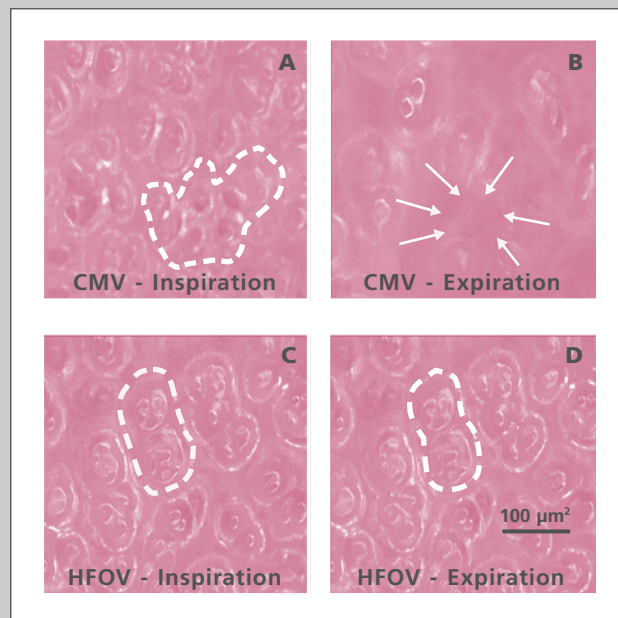 A
CMV - Inspiration
B
CMV - Expiration
C
HFOV - Inspiration
D
100 µm²
HFOV - Expiration